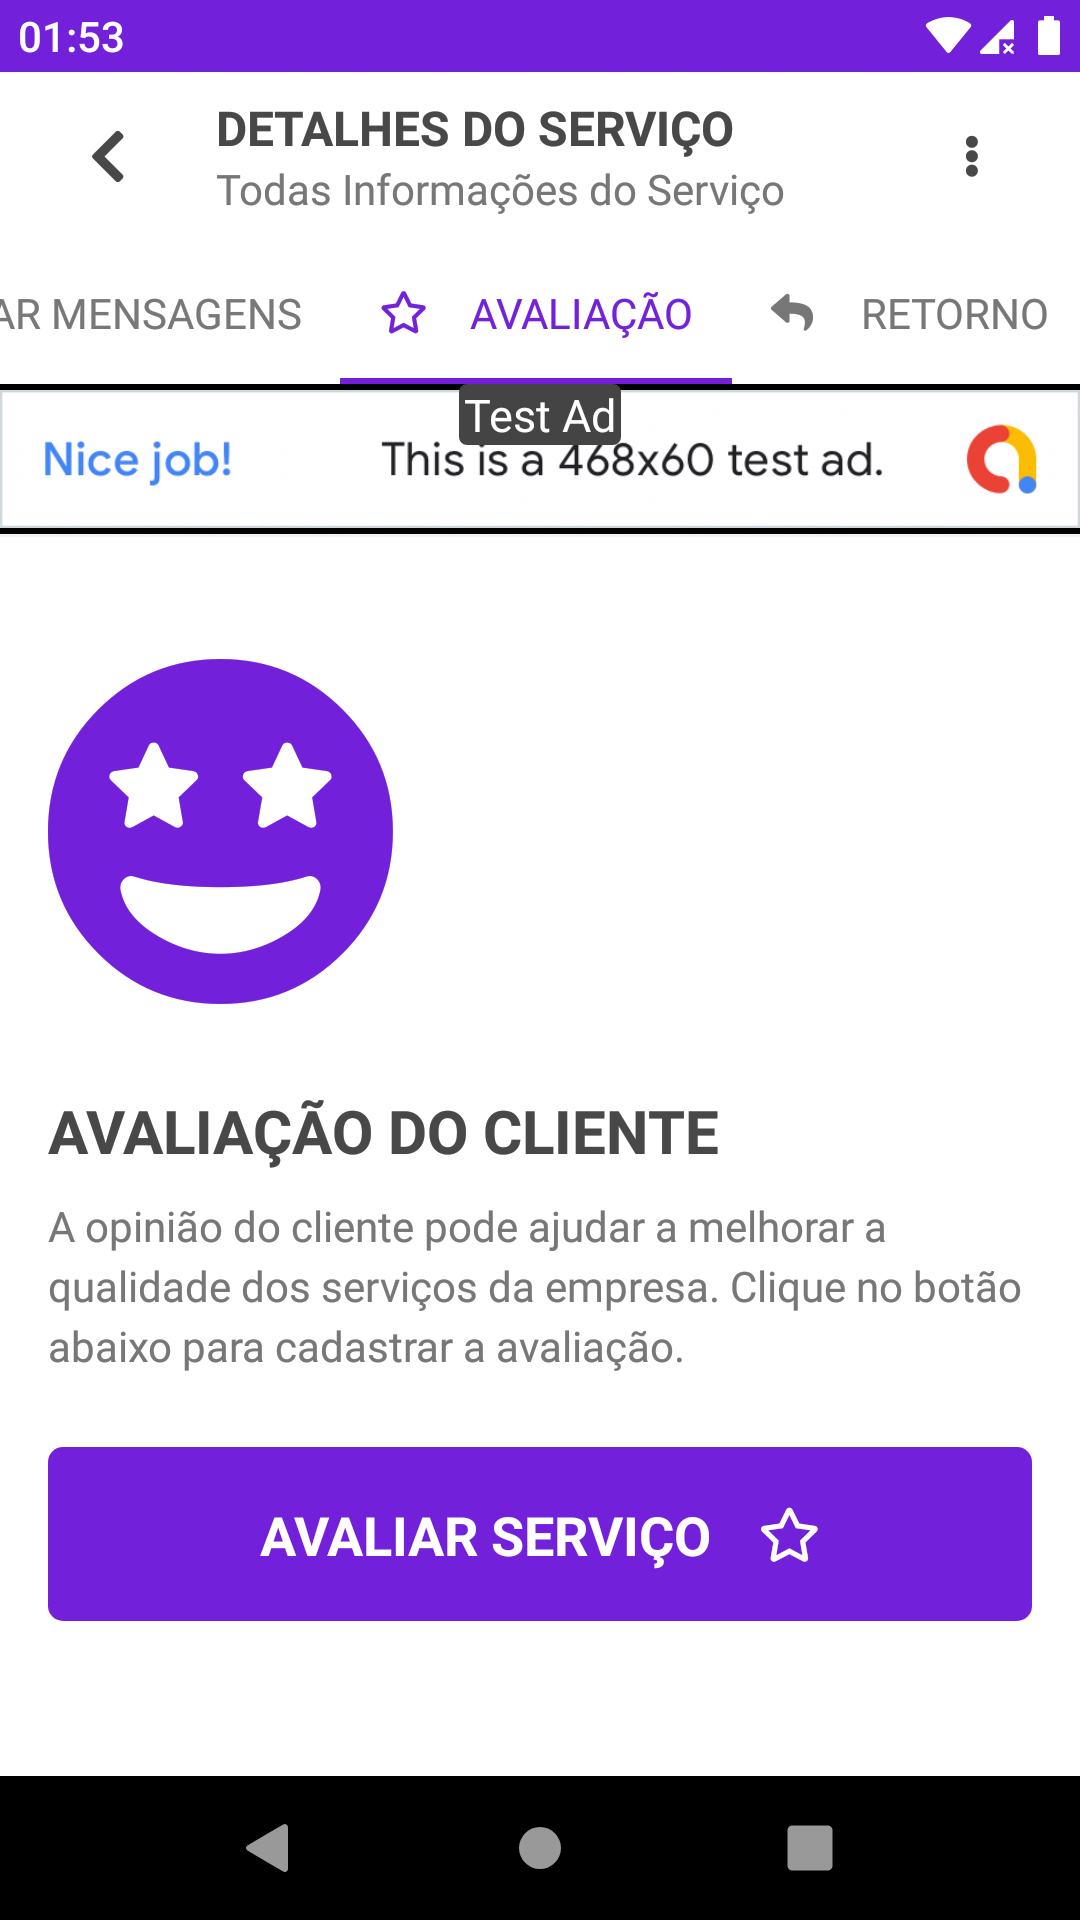 01:53
DETALHES DO SERVIÇO
Todas Informações do Serviço
AR MENSAGENS
AVALIAÇÃO
RETORNO
Test Ad
Nice job!
This is a 468x60 test ad.
AVALIAÇÃO DO CLIENTE
A opinião do cliente pode ajudar a melhorar a
qualidade dos serviços da empresa. Clique no botão
abaixo para cadastrar a avaliação.
AVALIAR SERVIÇO